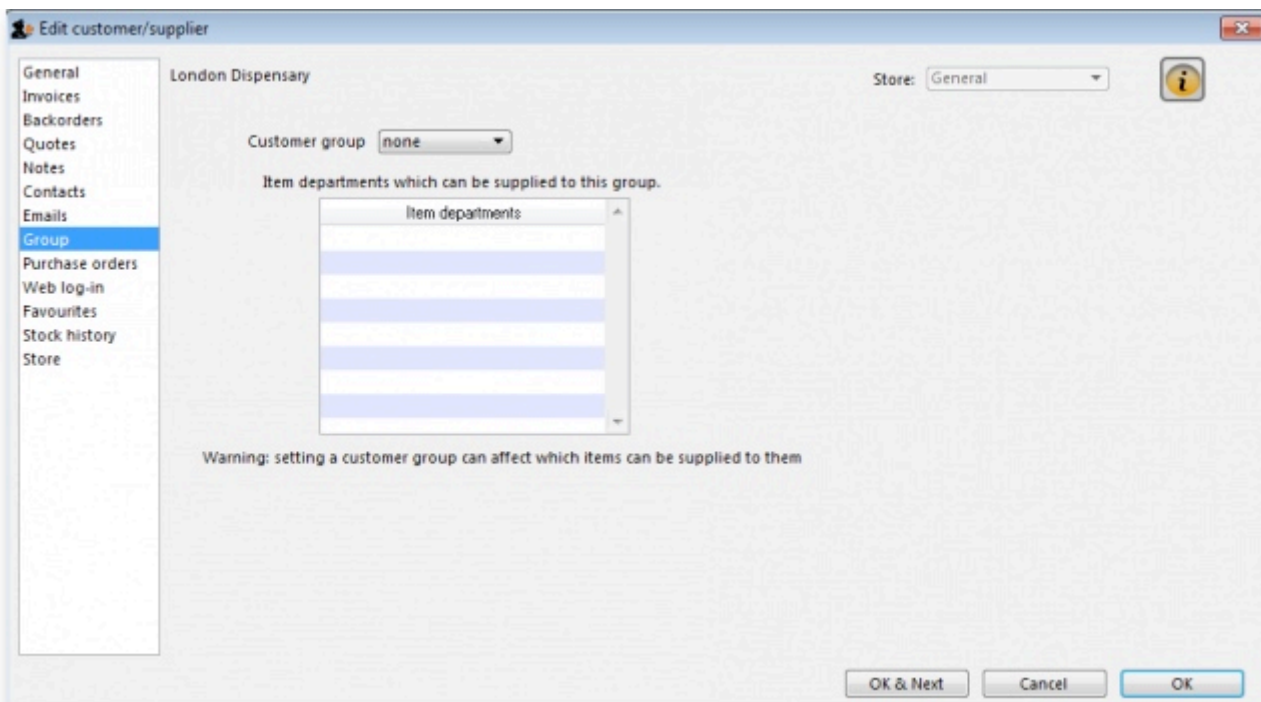 Edit customer/supplier
General
Invoices
Backorders
Quotes
Notes
Contacts
Emails
Group
Purchase orders
Web log-in
Favourites
Stock history
Store
London Dispensary
Store: General
Customer group none
Item departments which can be supplied to this group.
Item departments
Warning: setting a customer group can affect which items can be supplied to them
OK & Next Cancel OK